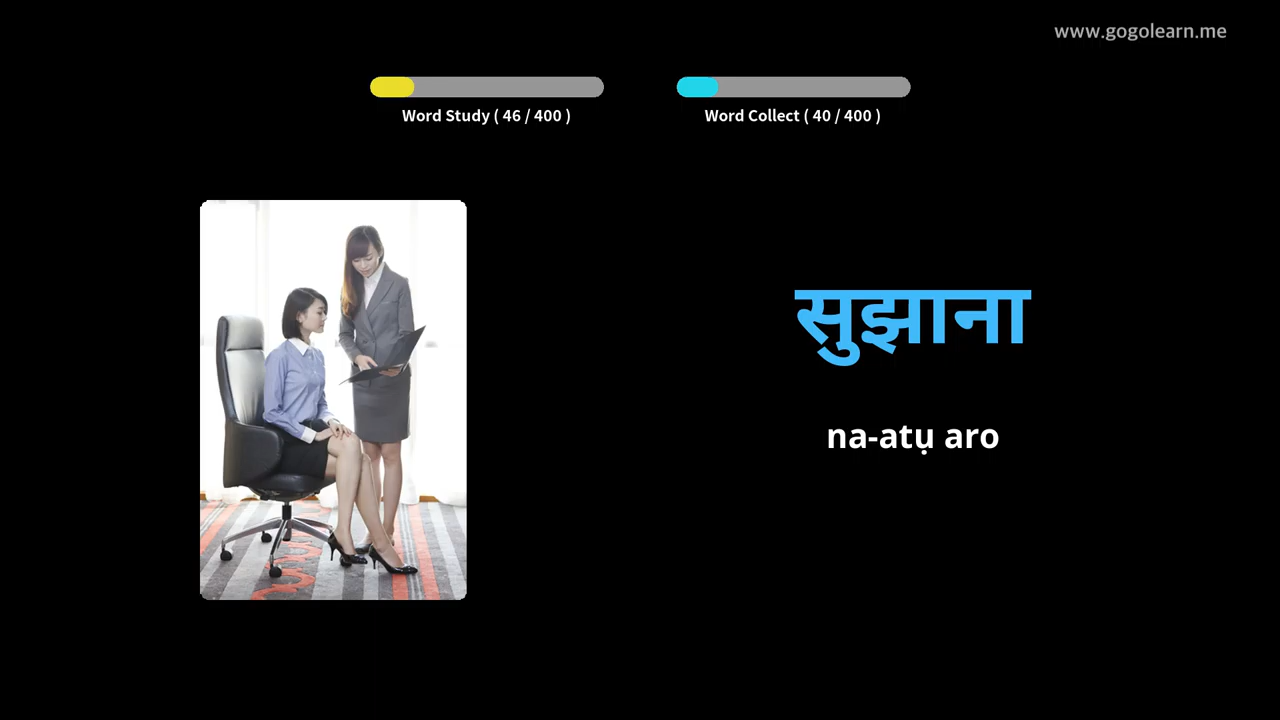 www.gogolearn.me
Word Study ( 46 / 400 )
Word Collect ( 40 / 400 )
सुझाना
na-atụ aro